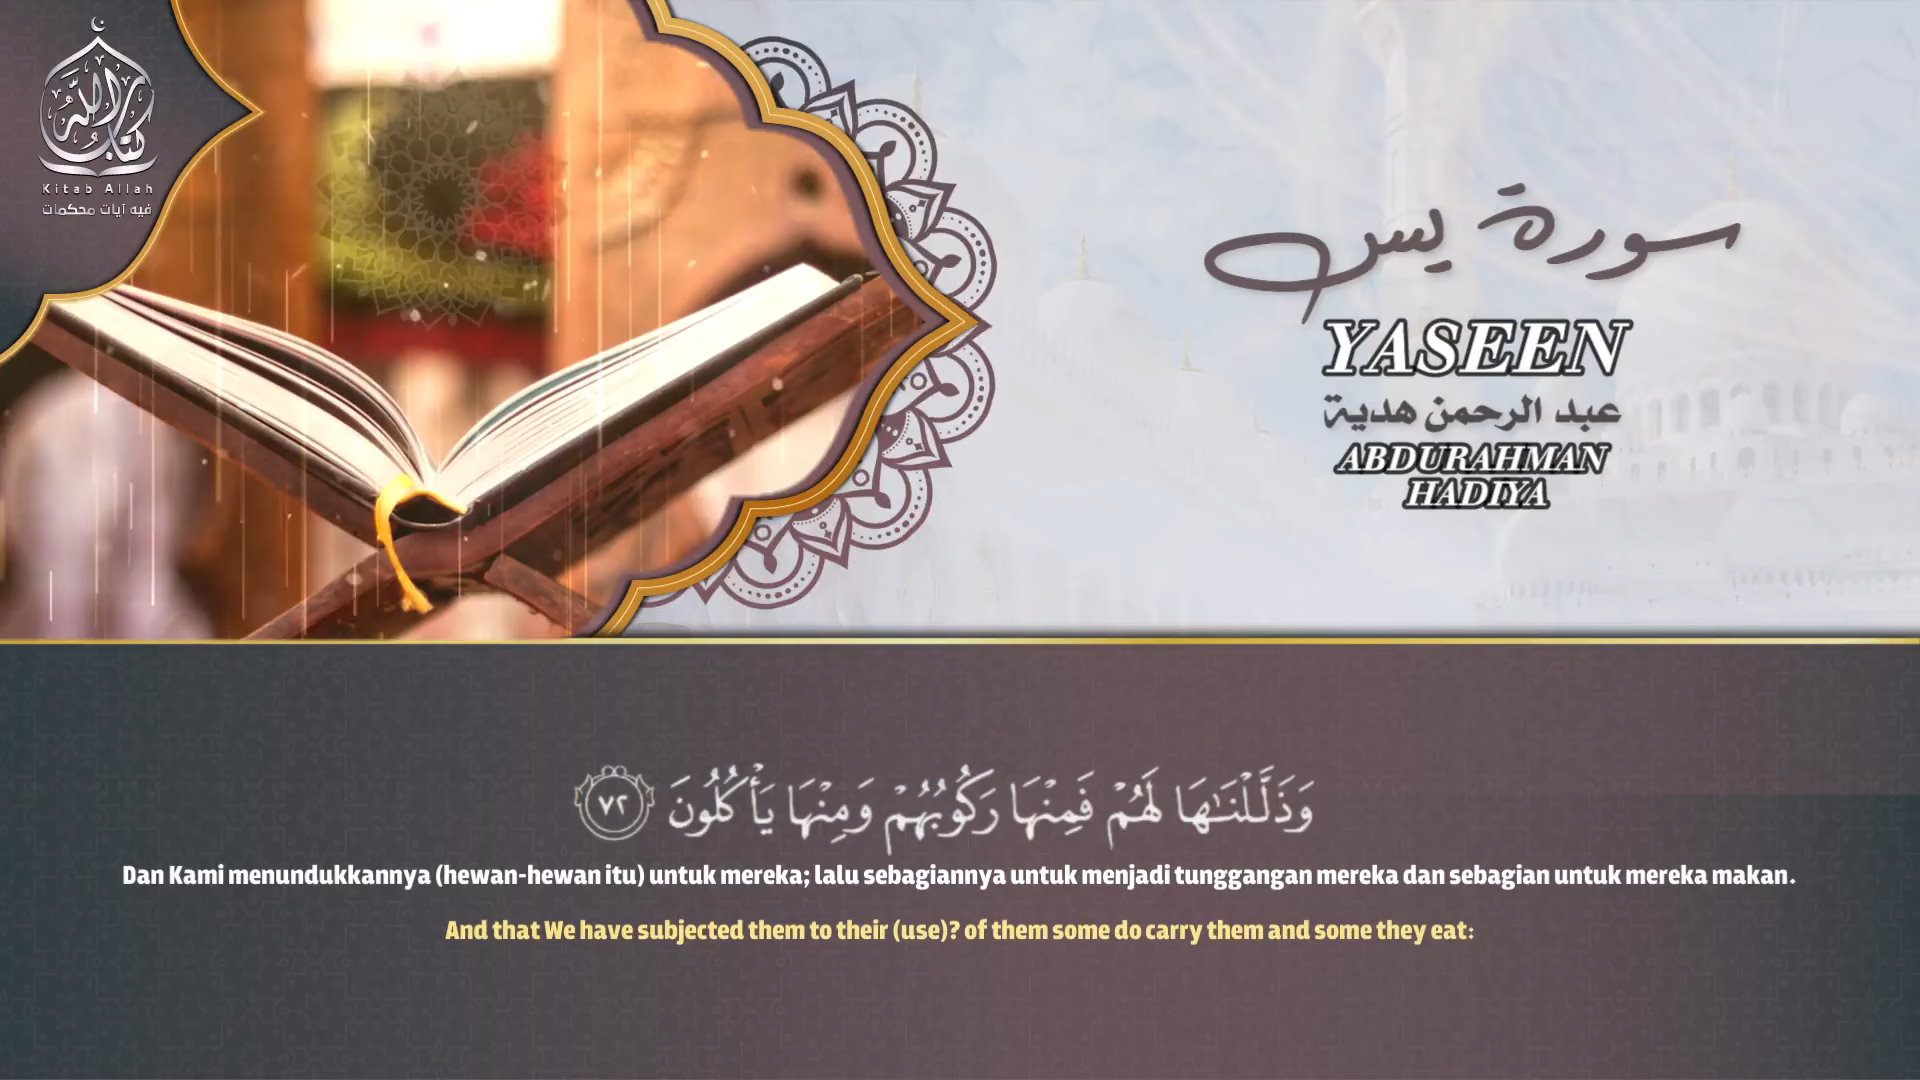 كتاب الله
Kitab Allah
فيه آيات محكمات
سورة يس
YASEEN
عبد الرحمن هدية
ABDURAHMAN
HADIYA
وَذَلَّلْنَـٰهَا لَهُمْ فَمِنْهَا رَكُوبُهُمْ وَمِنْهَا يَأْكُلُونَ ٧٢
Dan Kami menundukkannya (hewan-hewan itu) untuk mereka; lalu sebagiannya untuk menjadi tunggangan mereka dan sebagian untuk mereka makan.
And that We have subjected them to their (use)? of them some do carry them and some they eat: